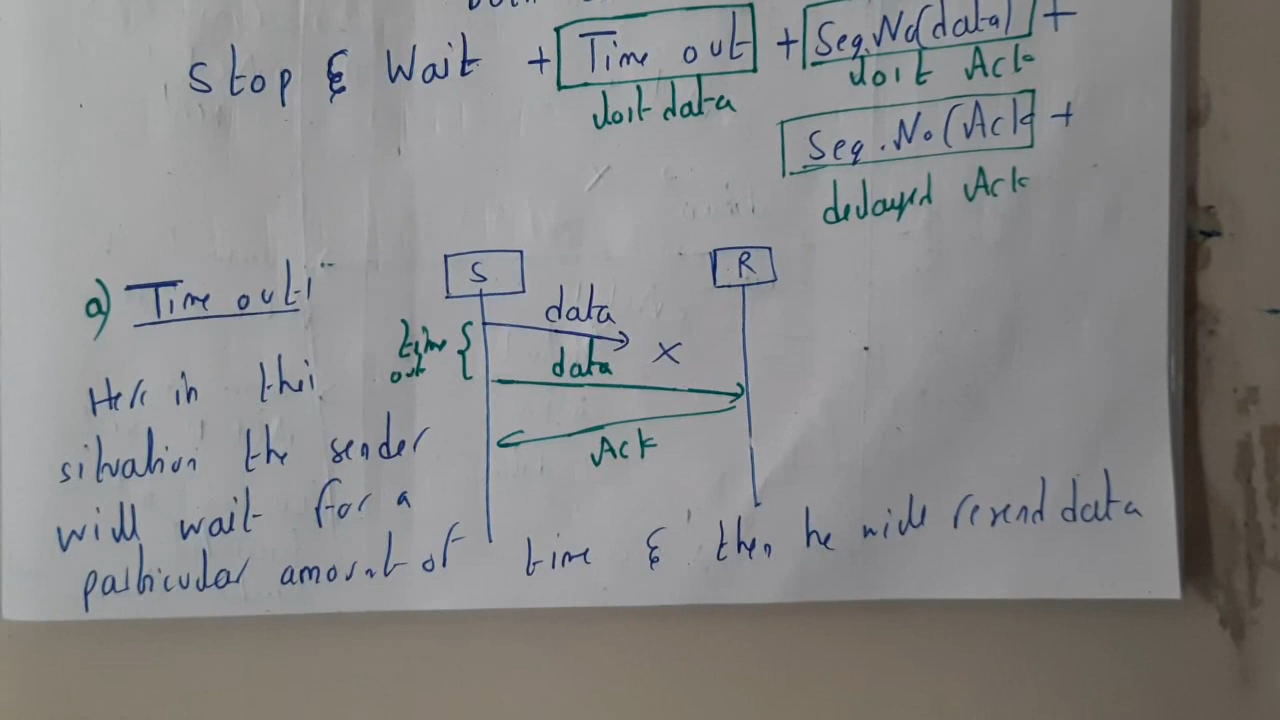 Stop & Wait + Time out + Seq.No(data) +
lost data
lost Ack
Seq.No(Ack +
delayed Ack
a) Time out:
S
R
data
time
out
data
Ack
Here in this
situation the sender
will wait for a
particular amount of time & then he will resend data